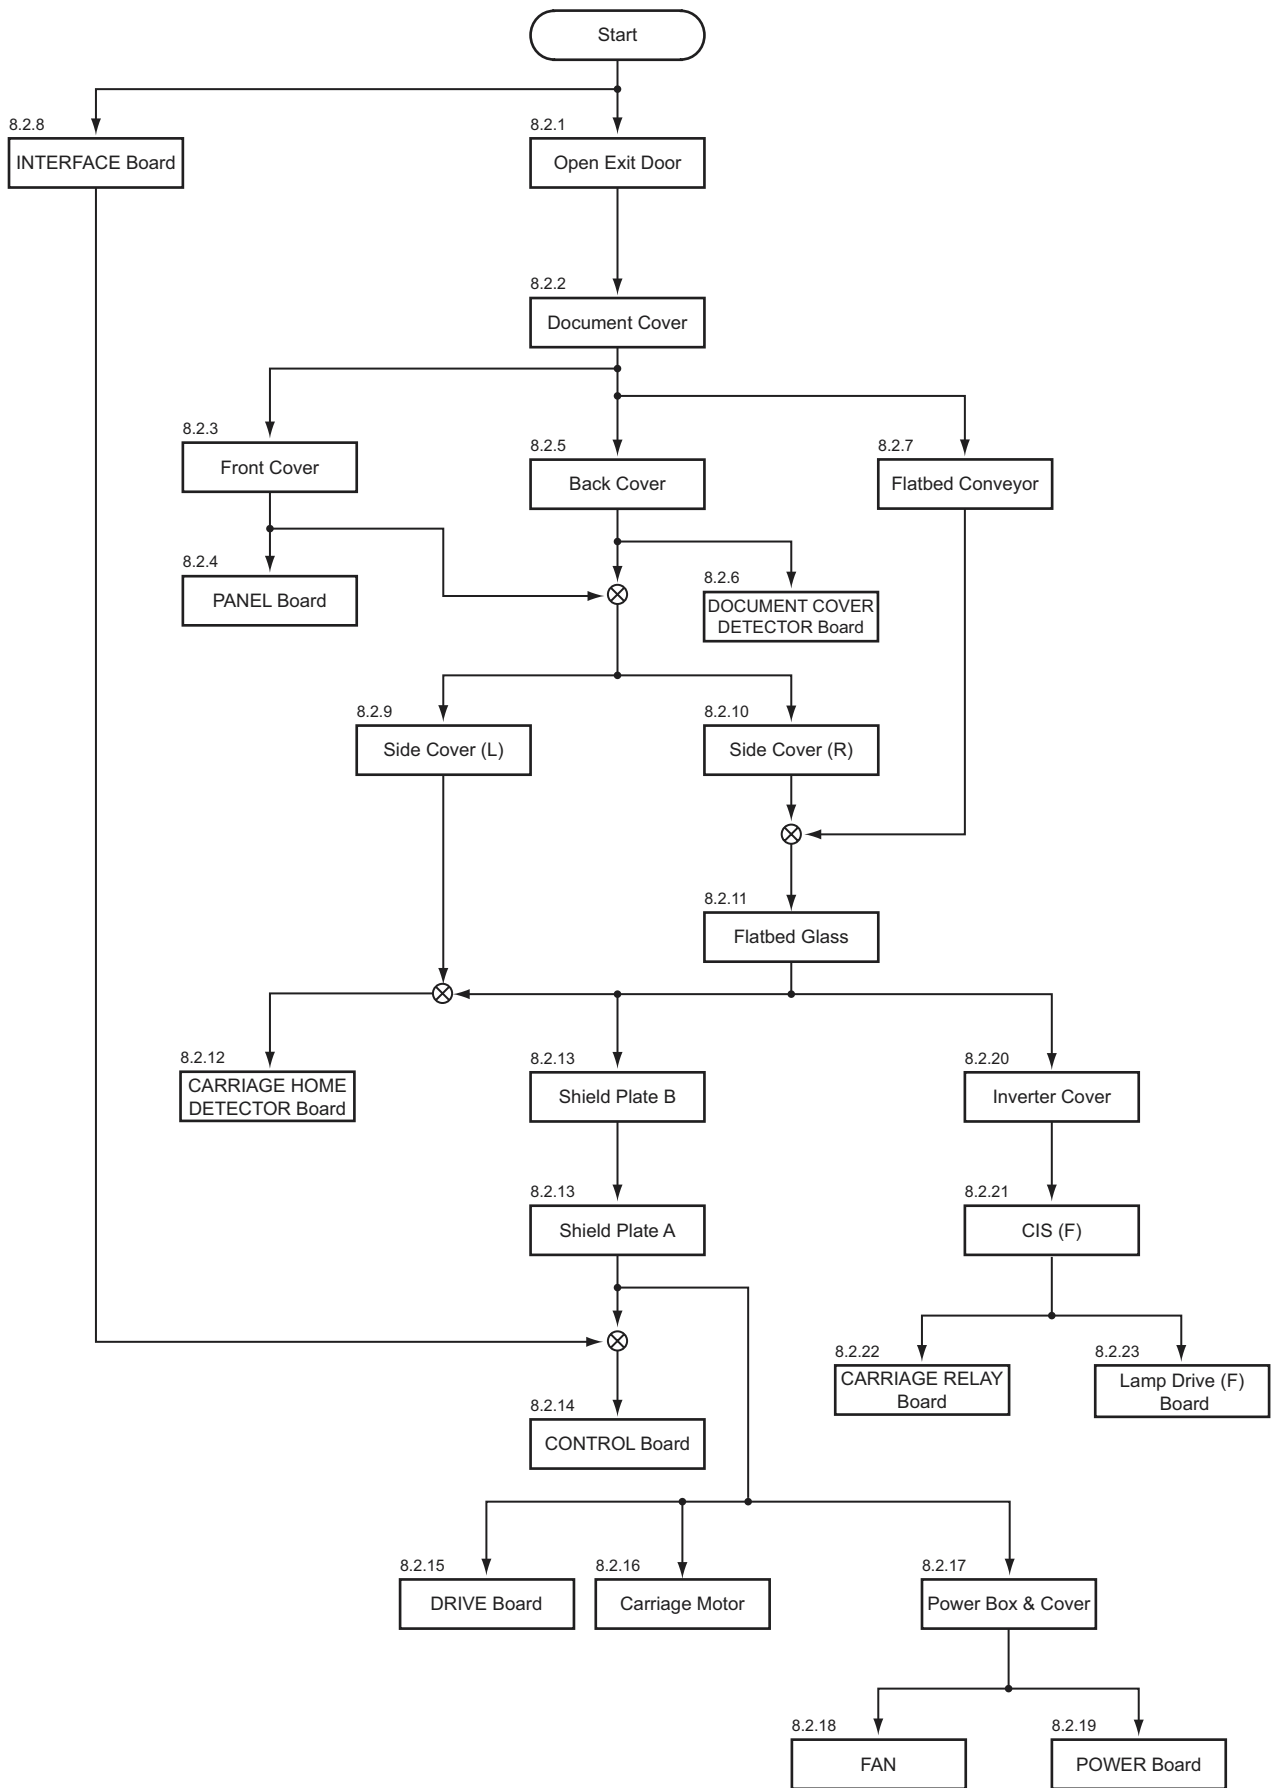 Start
8.2.8
INTERFACE Board
8.2.1
Open Exit Door
8.2.2
Document Cover
8.2.3
Front Cover
8.2.5
Back Cover
8.2.7
Flatbed Conveyor
8.2.4
PANEL Board
8.2.6
DOCUMENT COVER
DETECTOR Board
8.2.9
Side Cover (L)
8.2.10
Side Cover (R)
8.2.11
Flatbed Glass
8.2.12
CARRIAGE HOME
DETECTOR Board
8.2.13
Shield Plate B
8.2.20
Inverter Cover
8.2.13
Shield Plate A
8.2.21
CIS (F)
8.2.22
CARRIAGE RELAY
Board
8.2.23
Lamp Drive (F)
Board
8.2.14
CONTROL Board
8.2.15
DRIVE Board
8.2.16
Carriage Motor
8.2.17
Power Box & Cover
8.2.18
FAN
8.2.19
POWER Board